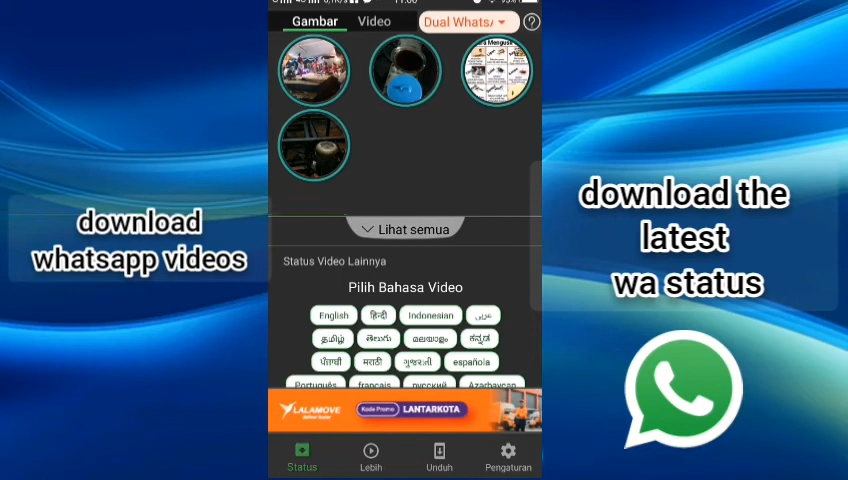 Gambar Video Dual WhatsA
download
whatsapp videos
Lihat semua
Status Video Lainnya
Pilih Bahasa Video
English हिन्दी Indonesian عربى
தமிழ் తెలుగు മലയാളം ಕನ್ನಡ
ਪੰਜਾਬੀ मराठी ગુજરાતી española
Português français русский Azərbaycan
LALAMOVE Kode Promo LANTARKOTA
Status Lebih Unduh Pengaturan
download the
latest
wa status